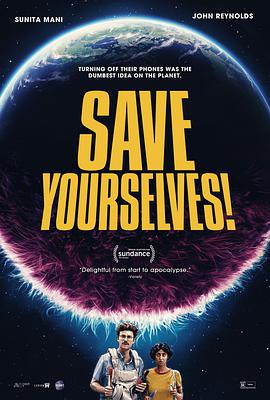 SUNITA MANI
JOHN REYNOLDS
TURNING OFF THEIR PHONES WAS THE
DUMBEST IDEA ON THE PLANET.
SAVE
YOURSELVES!
sundance
"Delightful from start to apocalypse."
-Variety